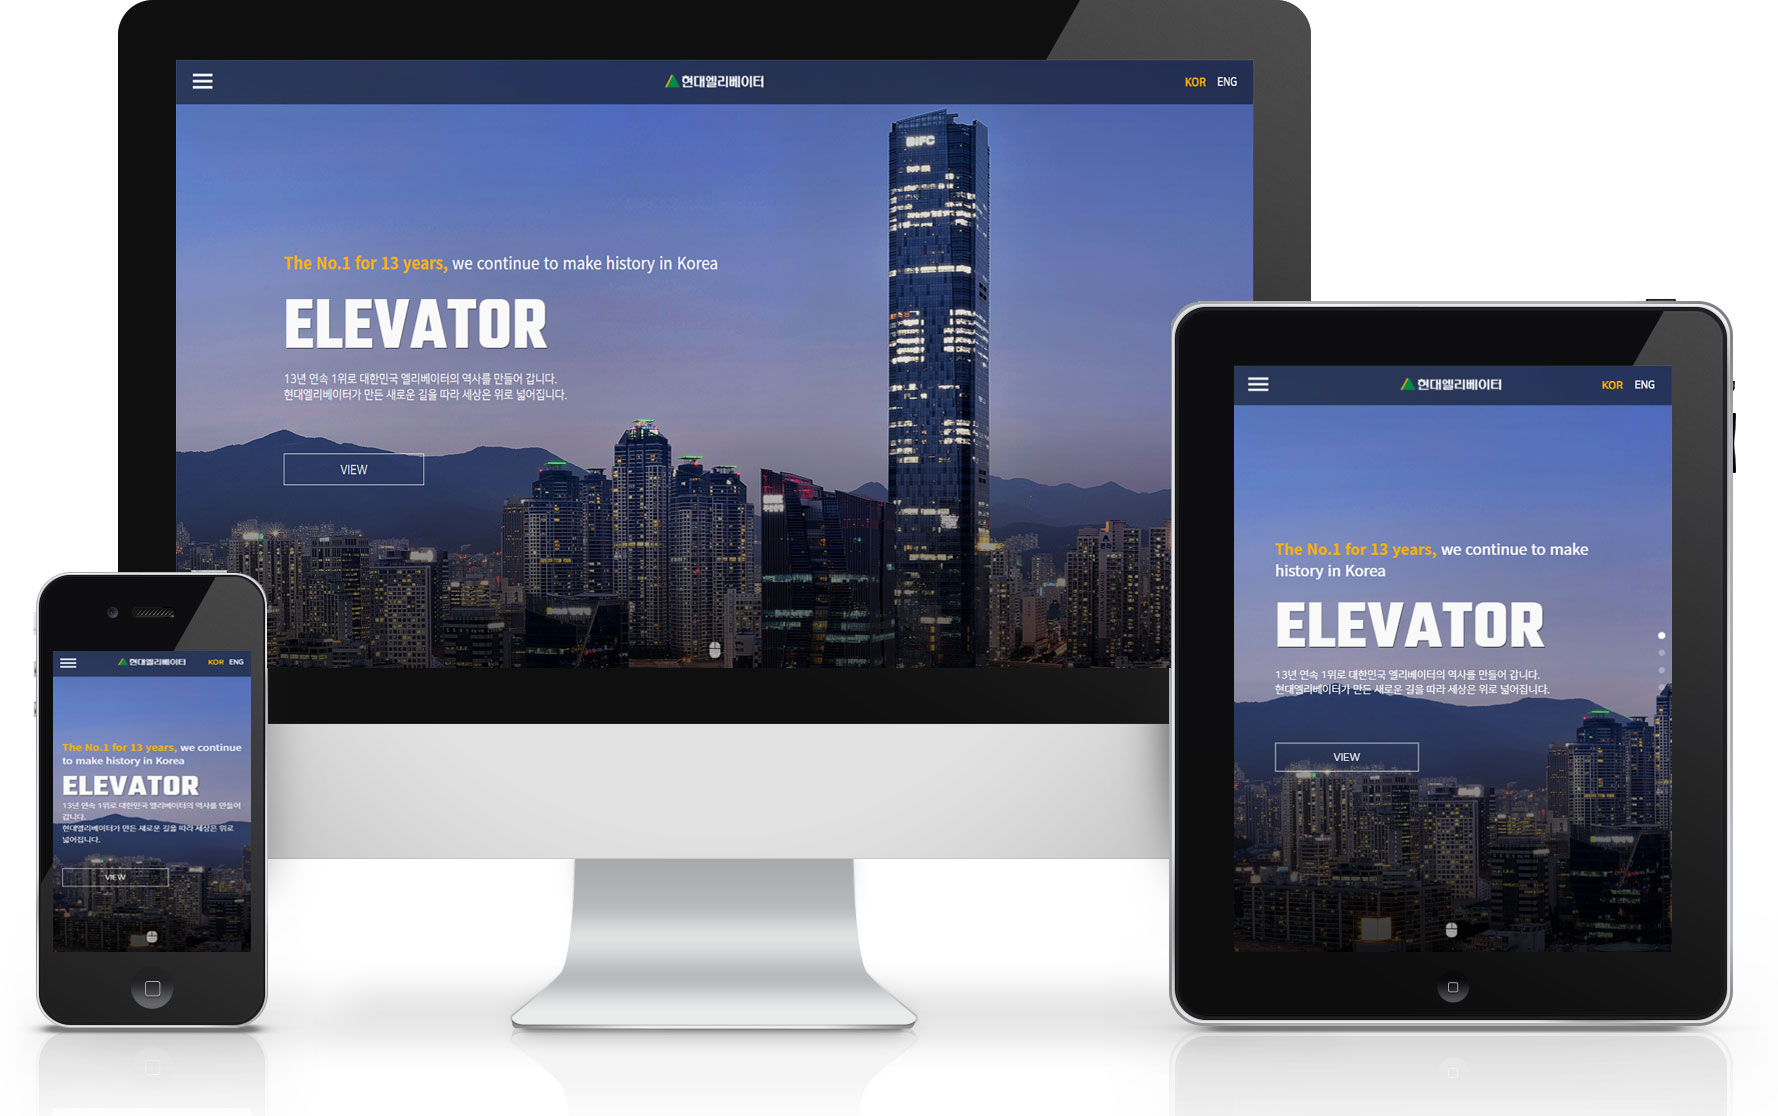 현대엘리베이터
KOR ENG
BIFC
The No.1 for 13 years, we continue to make history in Korea
ELEVATOR
13년 연속 1위로 대한민국 엘리베이터의 역사를 만들어 갑니다.
현대엘리베이터가 만든 새로운 길을 따라 세상은 위로 넓어집니다.
VIEW
현대엘리베이터
KOR ENG
The No.1 for 13 years, we continue to make
history in Korea
ELEVATOR
13년 연속 1위로 대한민국 엘리베이터의 역사를 만들어 갑니다.
현대엘리베이터가 만든 새로운 길을 따라 세상은 위로 넓어집니다.
VIEW
현대엘리베이터
KOR ENG
The No.1 for 13 years, we continue
to make history in Korea
ELEVATOR
13년 연속 1위로 대한민국 엘리베이터의 역사를 만들어
갑니다.
현대엘리베이터가 만든 새로운 길을 따라 세상은 위로
넓어집니다.
VIEW